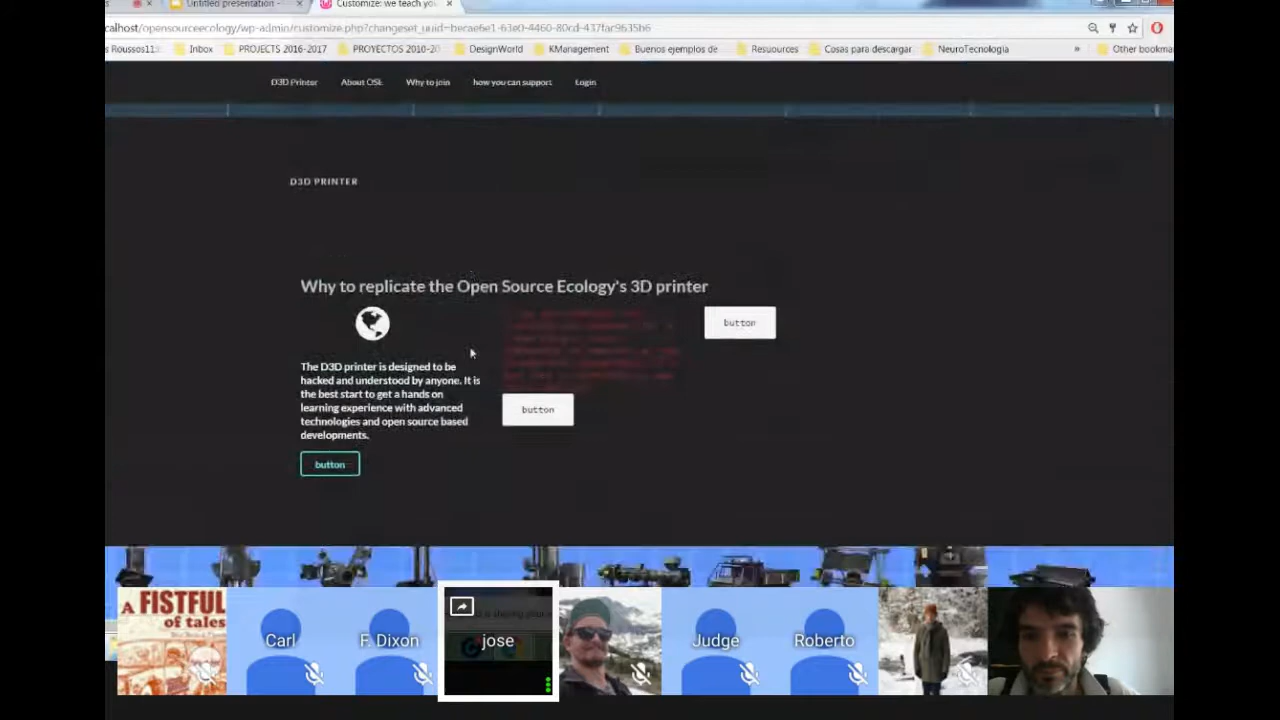 Untitled presentation -
Customize: we teach you
calhost/opensourceecology/wp-admin/customize.php?changeset_uuid=becae6e1-63e0-4460-80cd-437fac9635b6
s Roussos11
Inbox
PROJECTS 2016-2017
PROYECTOS 2010-20
DesignWorld
KManagement
Buenos ejemplos de
Resuources
Cosas para descargar
NeuroTecnologia
»
Other bookma
D3D Printer
About OSE
Why to join
how you can support
Login
D3D PRINTER
Why to replicate the Open Source Ecology's 3D printer
button
The D3D printer is designed to be
hacked and understood by anyone. It is
the best start to get a hands on
learning experience with advanced
technologies and open source based
developments.
button
button
A FISTFUL
of tales
Carl
F. Dixon
jose
Judge
Roberto